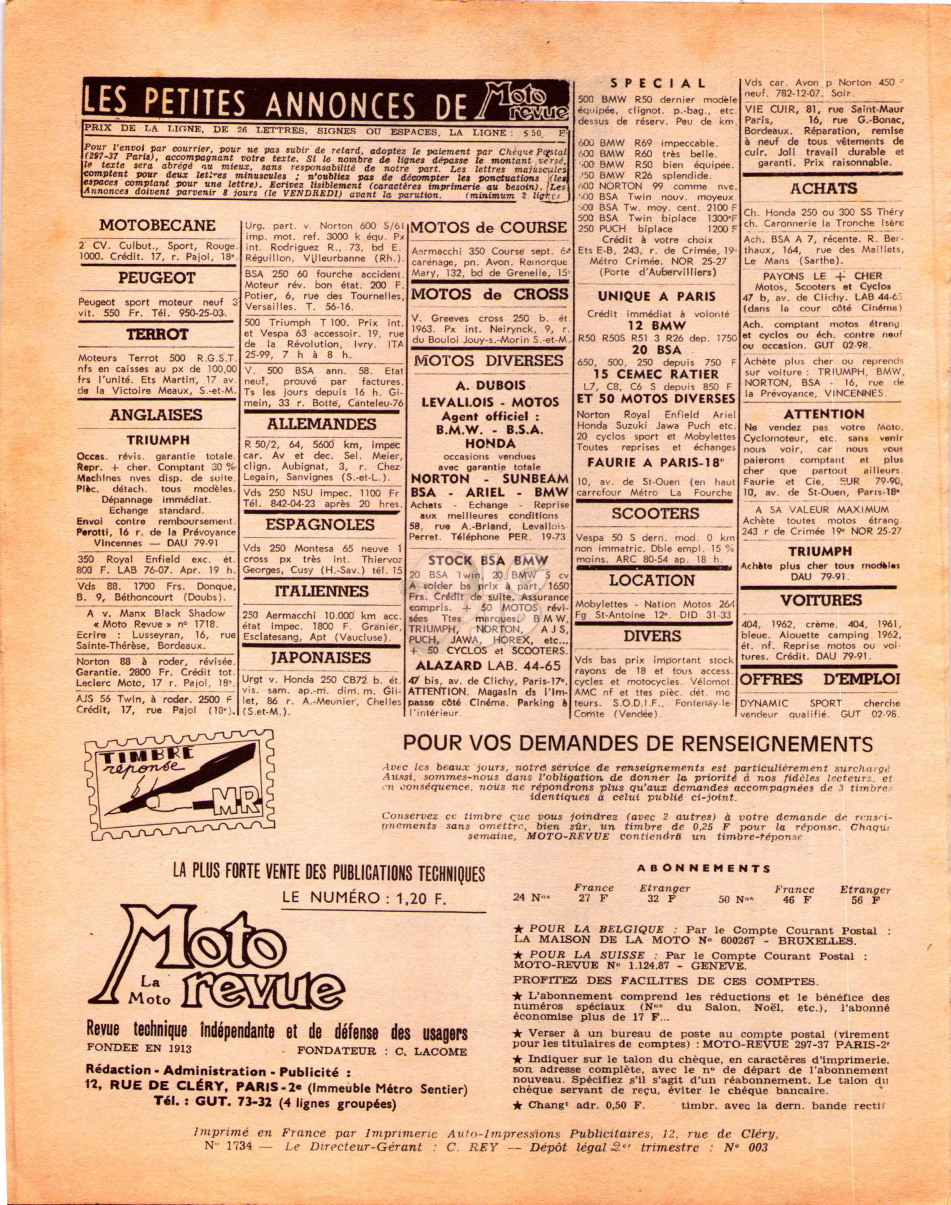 LES PETITES ANNONCES DE Moto revue
PRIX DE LA LIGNE, DE 26 LETTRES, SIGNES OU ESPACES, LA LIGNE : 5 50, F
Pour l'envoi par courrier, pour ne pas subir de retard, adoptez le paiement par Chèque Postal
(297-37 Paris), accompagnant votre texte. Si le nombre de lignes dépasse le montant versé,
le texte sera abrégé au mieux, sans responsabilité de notre part. Les lettres majuscules
comptent pour deux lettres minuscules ; n'oubliez pas de décompter les ponctuations (les
espaces comptant pour une lettre). Ecrivez lisiblement (caractères imprimerie au besoin). Les
Annonces doivent parvenir 8 jours (le VENDREDI) avant la parution. (minimum 2 lignes)
MOTOBECANE
2 CV. Culbut., Sport, Rouge.
1000. Crédit. 17, r. Pajol, 18e.
PEUGEOT
Peugeot sport moteur neuf 3
vit. 550 Fr. Tél. 950-25-03.
TERROT
Moteurs Terrot 500 R.G.S.T.
nfs en caisses au px de 100,00
frs l'unité. Ets Martin, 17 av.
de la Victoire Meaux, S.-et-M.
ANGLAISES
TRIUMPH
Occas. révis. garantie totale.
Repr. + cher. Comptant 30 %
Machines nves disp. de suite.
Pièc. détach. tous modèles.
Dépannage immédiat.
Echange standard.
Envoi contre remboursement.
Perotti, 16 r. de la Prévoyance
Vincennes — DAU 79-91
350 Royal Enfield exc. ét.
800 F. LAB 76-07. Apr. 19 h.
Vds 88. 1700 Frs. Donque,
B. 9, Béthoncourt (Doubs).
A v. Manx Black Shadow
« Moto Revue » n° 1718.
Ecrire : Lusseyran, 16, rue
Sainte-Thérèse, Bordeaux.
Norton 88 à roder, révisée.
Garantie. 2800 Fr. Crédit tot.
Leclerc Moto, 17 r. Pajol, 18e.
AJS 56 Twin, à roder. 2500 F
Crédit, 17, rue Pajol (18e).
Urg. part. v. Norton 600 S/61
imp. mot. ref. 3000 k équ. Px
int. Rodriguez R., 73, bd E.
Réguillon, Villeurbanne (Rh.).
BSA 250 60 fourche accident.
Moteur rév. bon état. 200 F.
Potier, 6, rue des Tournelles,
Versailles. T. 56-16.
500 Triumph T 100. Prix int.
et Vespa 63 accessoir. 19, rue
de la Révolution, Ivry. ITA
25-99, 7 h à 8 h.
V. 500 BSA ann. 58. Etat
neuf, prouvé par factures.
Ts les jours depuis 16 h. Gi-
mein, 33 r. Botte, Canteleu-76
ALLEMANDES
R 50/2, 64, 5600 km, impec
car. Av et dec. Sel. Meier,
clign. Aubignat, 3, r. Chez-
Legain, Sanvignes (S.-et-L.).
Vds 250 NSU impec. 1100 Fr
Tél. 842-04-23 après 20 hres.
ESPAGNOLES
Vds 250 Montesa 65 neuve 1
cross px très int. Thiervoz
Georges, Cusy (H.-Sav.) tél. 15
ITALIENNES
250 Aermacchi 10.000 km acc.
état impec. 1800 F. Granier,
Esclatesang, Apt (Vaucluse).
JAPONAISES
Urgt v. Honda 250 CB72 b. ét.
vis. sam. ap.-m. dim. m. Gil-
let, 86 r. A.-Meunier, Chelles
(S.et-M.).
MOTOS de COURSE
Aermacchi 350 Course sept. 64
carénage, pn. Avon. Remorque
Mary, 132, bd de Grenelle, 15e
MOTOS de CROSS
V. Greeves cross 250 b. ét
1963. Px int. Neirynck, 9, r.
du Bouloi Jouy-s.-Morin S.-et-M.
MOTOS DIVERSES
A. DUBOIS
LEVALLOIS - MOTOS
Agent officiel :
B.M.W. - B.S.A.
HONDA
occasions vendues
avec garantie totale
NORTON - SUNBEAM
BSA - ARIEL - BMW
Achats - Echange - Reprise
aux meilleures conditions
58, rue A.-Briand, Levallois-
Perret. Téléphone PER. 19-73
STOCK BSA BMW
20 BSA Twin 20 BMW 5 cv
A solder bs prix à part. 1650
Frs. Crédit de suite. Assurance
compris. + 50 MOTOS révi-
sées Ttes marques. BMW,
TRIUMPH, NORTON, AJS,
PUCH, JAWA, HOREX, etc...
+ 50 CYCLOS et SCOOTERS.
ALAZARD LAB. 44-65
47 bis, av. de Clichy, Paris-17e.
ATTENTION. Magasin ds l'Im-
passe côté Cinéma. Parking à
l'intérieur.
SPECIAL
500 BMW R50 dernier modèle
équipée, clignot. p.-bag., etc.
dessus de réserv. Peu de km.
600 BMW R69 impeccable.
600 BMW R60 très belle.
500 BMW R50 bien équipée.
250 BMW R26 splendide.
600 NORTON 99 comme nve.
500 BSA Twin nouv. moyeux
500 BSA Tw. moy. cent. 2100 F
500 BSA Twin biplace 1300 F
250 PUCH biplace 1200 F
Crédit à votre choix
Ets E-B, 243, r. de Crimée, 19e
Métro Crimée. NOR 25-27
(Porte d'Aubervilliers)
UNIQUE A PARIS
Crédit immédiat à volonté
12 BMW
R50 R50S R51 3 R26 dep. 1750
20 BSA
650, 500, 250 depuis 750 F
15 CEMEC RATIER
L7, C8, C6 S depuis 850 F
ET 50 MOTOS DIVERSES
Norton Royal Enfield Ariel
Honda Suzuki Jawa Puch etc.
20 cyclos sport et Mobylettes
Toutes reprises et échanges
FAURIE A PARIS-18e
10, av. de St-Ouen (en haut
carrefour Métro La Fourche
SCOOTERS
Vespa 50 S dern. mod. 0 km
non immatric. Dble empl. 15 %
moins. ARC 80-54 ap. 18 h.
LOCATION
Mobylettes - Nation Motos 264
Fg St-Antoine 12e. DID 31-33
DIVERS
Vds bas prix important stock
rayons de 18 et tous access.
cycles et motocycles. Vélomot.
AMC nf et ttes pièc. dét. mo
teurs. S.O.D.I.F., Fontenay-le-
Comte (Vendée).
Vds car. Avon p Norton 450
neuf. 782-12-07. Soir.
VIE CUIR, 81, rue Saint-Maur
Paris, 16, rue G.-Bonac,
Bordeaux. Réparation, remise
à neuf de tous vêtements de
cuir. Joli travail durable et
garanti. Prix raisonnable.
ACHATS
Ch. Honda 250 ou 300 SS Théry
ch. Caronnerie la Tronche Isère
Ach. BSA A 7, récente. R. Ber-
thaux, 164, rue des Maillets,
Le Mans (Sarthe).
PAYONS LE + CHER
Motos, Scooters et Cyclos
47 b, av. de Clichy. LAB 44-65
(dans la cour côté Cinéma)
Ach. comptant motos étrang
et cyclos ou éch. contre neuf
ou occasion. GUT 02-98.
Achète plus cher ou reprends
sur voiture : TRIUMPH, BMW,
NORTON, BSA - 16, rue de
la Prévoyance, VINCENNES.
ATTENTION
Ne vendez pas votre Moto,
Cyclomoteur, etc. sans venir
nous voir, car nous vous
paierons comptant et plus
cher que partout ailleurs.
Faurie et Cie, SUR 79-90,
10, av. de St-Ouen, Paris-18e
A SA VALEUR MAXIMUM
Achète toutes motos étrang.
243 r de Crimée 19e NOR 25-27
TRIUMPH
Achète plus cher tous modèles
DAU 79-91.
VOITURES
404, 1962, crème. 404, 1961,
bleue. Alouette camping 1962,
ét. nf. Reprise motos ou voi-
tures. Crédit. DAU 79-91.
OFFRES D'EMPLOI
DYNAMIC SPORT cherche
vendeur qualifié. GUT 02-98.
TIMBRE
réponse
MR
POUR VOS DEMANDES DE RENSEIGNEMENTS
Avec les beaux jours, notre service de renseignements est particulièrement surchargé
Aussi, sommes-nous dans l'obligation de donner la priorité à nos fidèles lecteurs, et
en conséquence, nous ne répondrons plus qu'aux demandes accompagnées de 3 timbres
identiques à celui publié ci-joint.
Conservez ce timbre que vous joindrez (avec 2 autres) à votre demande de rensei-
gnements sans omettre, bien sûr, un timbre de 0,25 F pour la réponse. Chaque
semaine, MOTO-REVUE contiendra un timbre-réponse.
LA PLUS FORTE VENTE DES PUBLICATIONS TECHNIQUES
LE NUMÉRO : 1,20 F.
La Moto
Moto revue
Revue technique indépendante et de défense des usagers
FONDEE EN 1913 - FONDATEUR : C. LACOME
Rédaction - Administration - Publicité :
12, RUE DE CLÉRY, PARIS-2e (Immeuble Métro Sentier)
Tél. : GUT. 73-32 (4 lignes groupées)
ABONNEMENTS
France Etranger France Etranger
24 Nos 27 F 32 F 50 Nos 46 F 56 F
★ POUR LA BELGIQUE : Par le Compte Courant Postal :
LA MAISON DE LA MOTO N° 600267 - BRUXELLES.
★ POUR LA SUISSE : Par le Compte Courant Postal :
MOTO-REVUE N° 1.124.87 - GENEVE.
PROFITEZ DES FACILITES DE CES COMPTES.
★ L'abonnement comprend les réductions et le bénéfice des
numéros spéciaux (Nos du Salon, Noël, etc.), l'abonné
économise plus de 17 F...
★ Verser à un bureau de poste au compte postal (virement
pour les titulaires de comptes) : MOTO-REVUE 297-37 PARIS-2e
★ Indiquer sur le talon du chèque, en caractères d'imprimerie,
son adresse complète, avec le n° de départ de l'abonnement
nouveau. Spécifiez s'il s'agit d'un réabonnement. Le talon du
chèque servant de reçu, éviter le chèque bancaire.
★ Changt adr. 0,50 F. timbr. avec la dern. bande rectif
Imprimé en France par Imprimerie Auto-Impressions Publicitaires, 12, rue de Cléry,
N° 1734 — Le Directeur-Gérant : C. REY — Dépôt légal 2er trimestre : N° 003